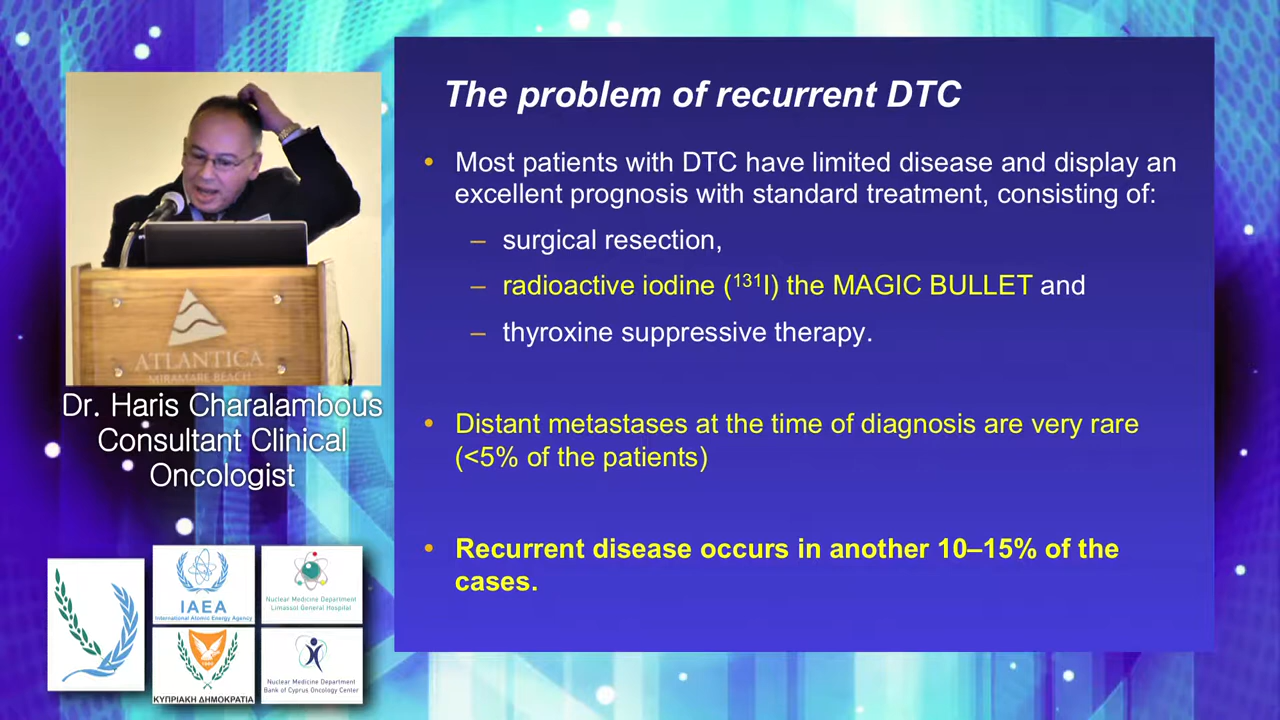 The problem of recurrent DTC
• Most patients with DTC have limited disease and display an
excellent prognosis with standard treatment, consisting of:
– surgical resection,
– radioactive iodine (¹³¹I) the MAGIC BULLET and
– thyroxine suppressive therapy.
• Distant metastases at the time of diagnosis are very rare
(<5% of the patients)
• Recurrent disease occurs in another 10–15% of the
cases.
ATLANTICA
MIRAMARE BEACH
Dr. Haris Charalambous
Consultant Clinical
Oncologist
IAEA
International Atomic Energy Agency
Nuclear Medicine Department
Limassol General Hospital
1960
ΚΥΠΡΙΑΚΗ ΔΗΜΟΚΡΑΤΙΑ
Nuclear Medicine Department
Bank of Cyprus Oncology Center